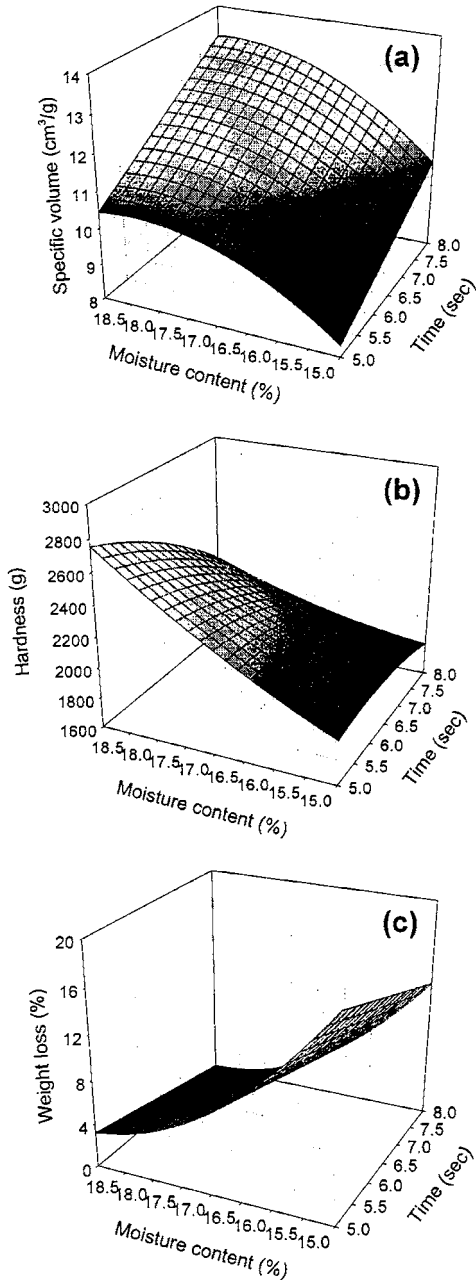 (a)
Specific volume (cm³/g)
14
13
12
11
10
9
8
18.5 18.0 17.5 17.0 16.5 16.0 15.5 15.0
Moisture content (%)
5.0 5.5 6.0 6.5 7.0 7.5 8.0
Time (sec)
(b)
Hardness (g)
3000
2800
2600
2400
2200
2000
1800
1600
18.5 18.0 17.5 17.0 16.5 16.0 15.5 15.0
Moisture content (%)
5.0 5.5 6.0 6.5 7.0 7.5 8.0
Time (sec)
(c)
Weight loss (%)
20
16
12
8
4
0
18.5 18.0 17.5 17.0 16.5 16.0 15.5 15.0
Moisture content (%)
5.0 5.5 6.0 6.5 7.0 7.5 8.0
Time (sec)